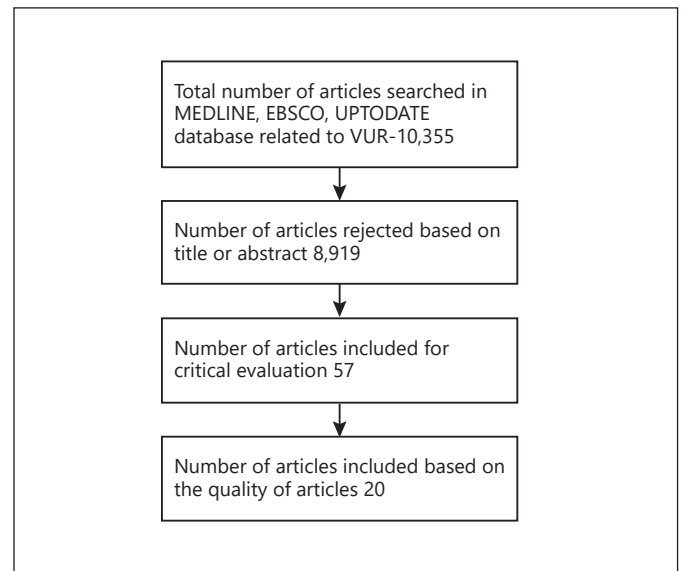 Total number of articles searched in
MEDLINE, EBSCO, UPTODATE
database related to VUR-10,355
Number of articles rejected based on
title or abstract 8,919
Number of articles included for
critical evaluation 57
Number of articles included based on
the quality of articles 20